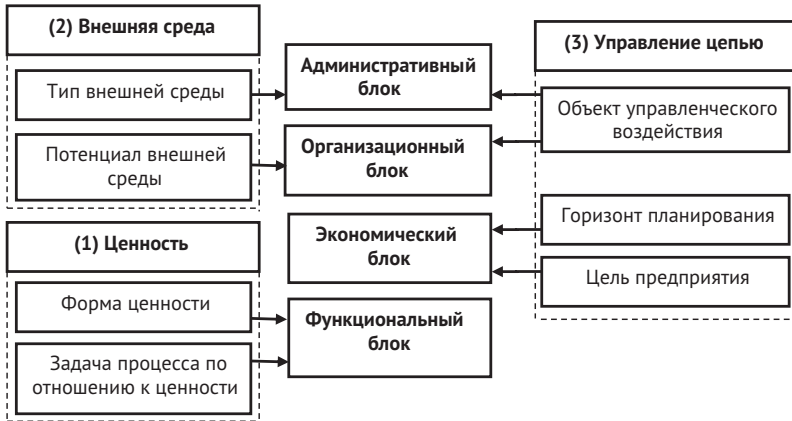 (2) Внешняя среда
Тип внешней среды
Потенциал внешней
среды
(1) Ценность
Форма ценности
Задача процесса по
отношению к ценности
Административный
блок
Организационный
блок
Экономический
блок
Функциональный
блок
(3) Управление цепью
Объект управленческого
воздействия
Горизонт планирования
Цель предприятия